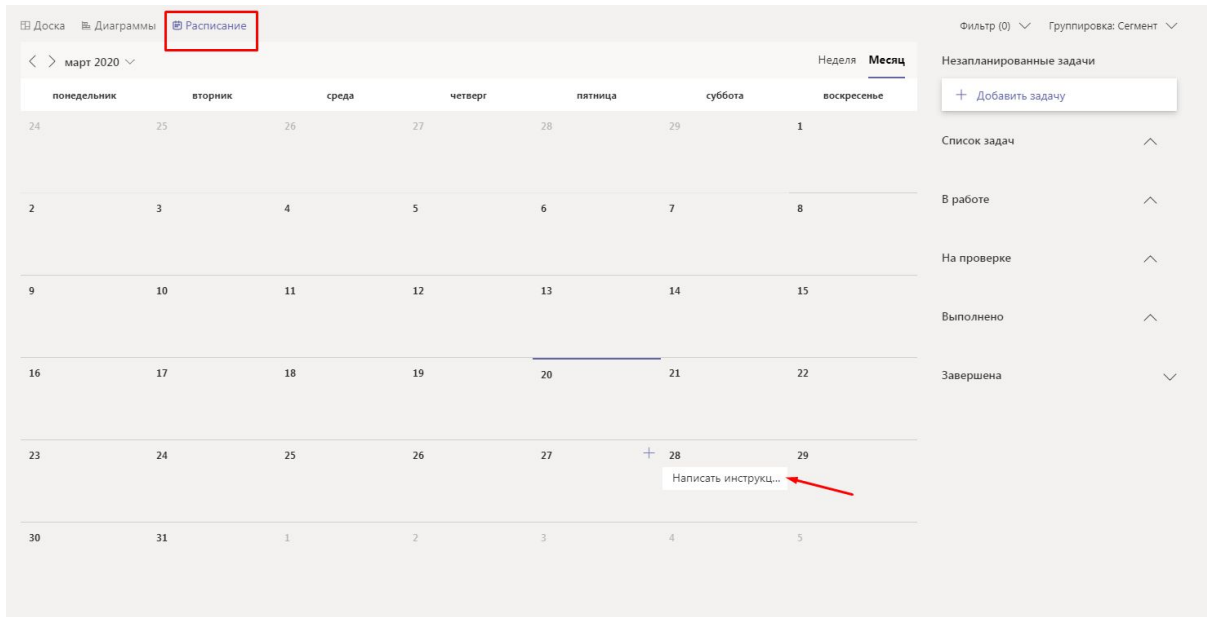 Доска Диаграммы Расписание Фильтр (0) Группировка: Сегмент
март 2020 Неделя Месяц Незапланированные задачи
понедельник вторник среда четверг пятница суббота воскресенье
+ Добавить задачу
24 25 26 27 28 29 1
Список задач
2 3 4 5 6 7 8
В работе
На проверке
9 10 11 12 13 14 15
Выполнено
16 17 18 19 20 21 22
Завершена
23 24 25 26 27 + 28 29
Написать инструкц...
30 31 1 2 3 4 5